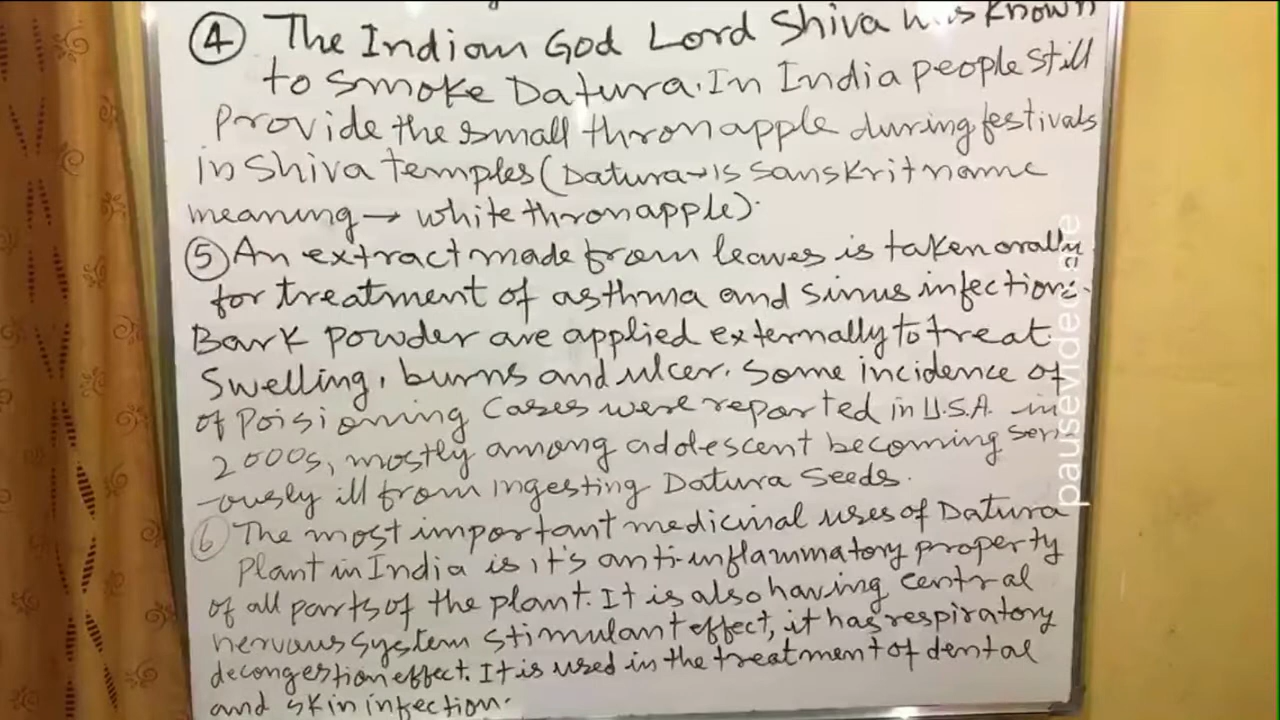 ④ The Indian God Lord Shiva was known
to smoke Datura. In India people still
Provide the small thron apple during festivals
in Shiva temples (Datura → is Sanskrit name
meaning → white thron apple).
⑤ An extract made from leaves is taken orally
for treatment of asthma and sinus infections.
Bark powder are applied externally to treat
Swelling, burns and ulcer. Some incidence of
of Poisioning Cases were reported in U.S.A. in
2000s, mostly among adolescent becoming seri
-ously ill from ingesting Datura Seeds.
⑥ The most important medicinal uses of Datura
Plant in India is it's anti-inflammatory property
of all parts of the plant. It is also having central
nervous system stimulant effect, it has respiratory
decongestion effect. It is used in the treatment of dental
and skin infection.